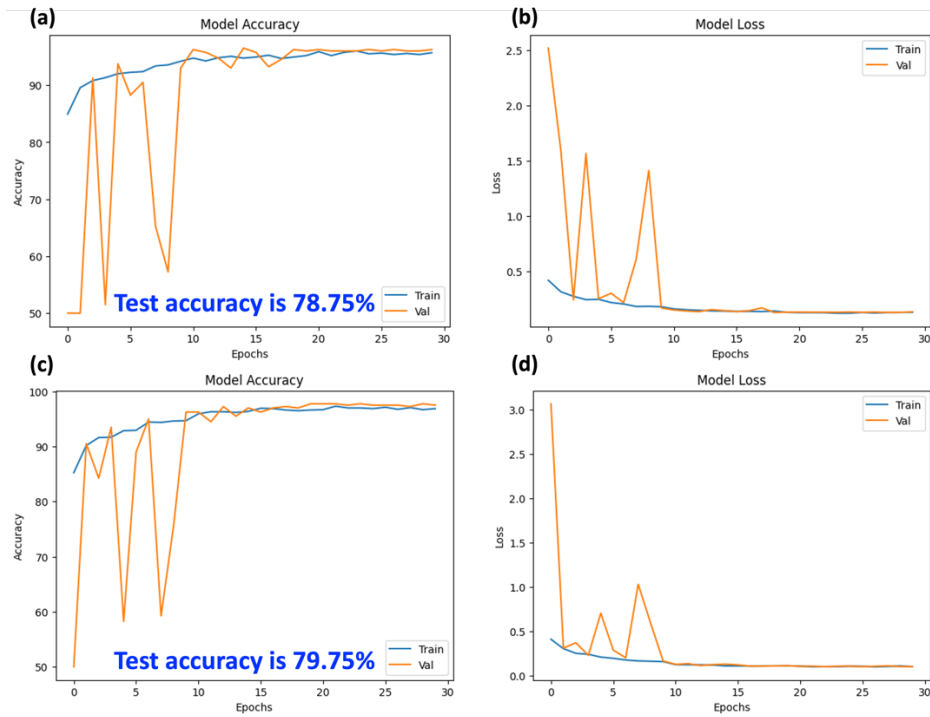 (a)
Model Accuracy
Accuracy
90
80
70
60
50
Test accuracy is 78.75%
Train
Val
0 5 10 15 20 25 30
Epochs
(b)
Model Loss
Loss
2.5
2.0
1.5
1.0
0.5
Train
Val
0 5 10 15 20 25 30
Epochs
(c)
Model Accuracy
Accuracy
100
90
80
70
60
50
Test accuracy is 79.75%
Train
Val
0 5 10 15 20 25 30
Epochs
(d)
Model Loss
Loss
3.0
2.5
2.0
1.5
1.0
0.5
0.0
Train
Val
0 5 10 15 20 25 30
Epochs